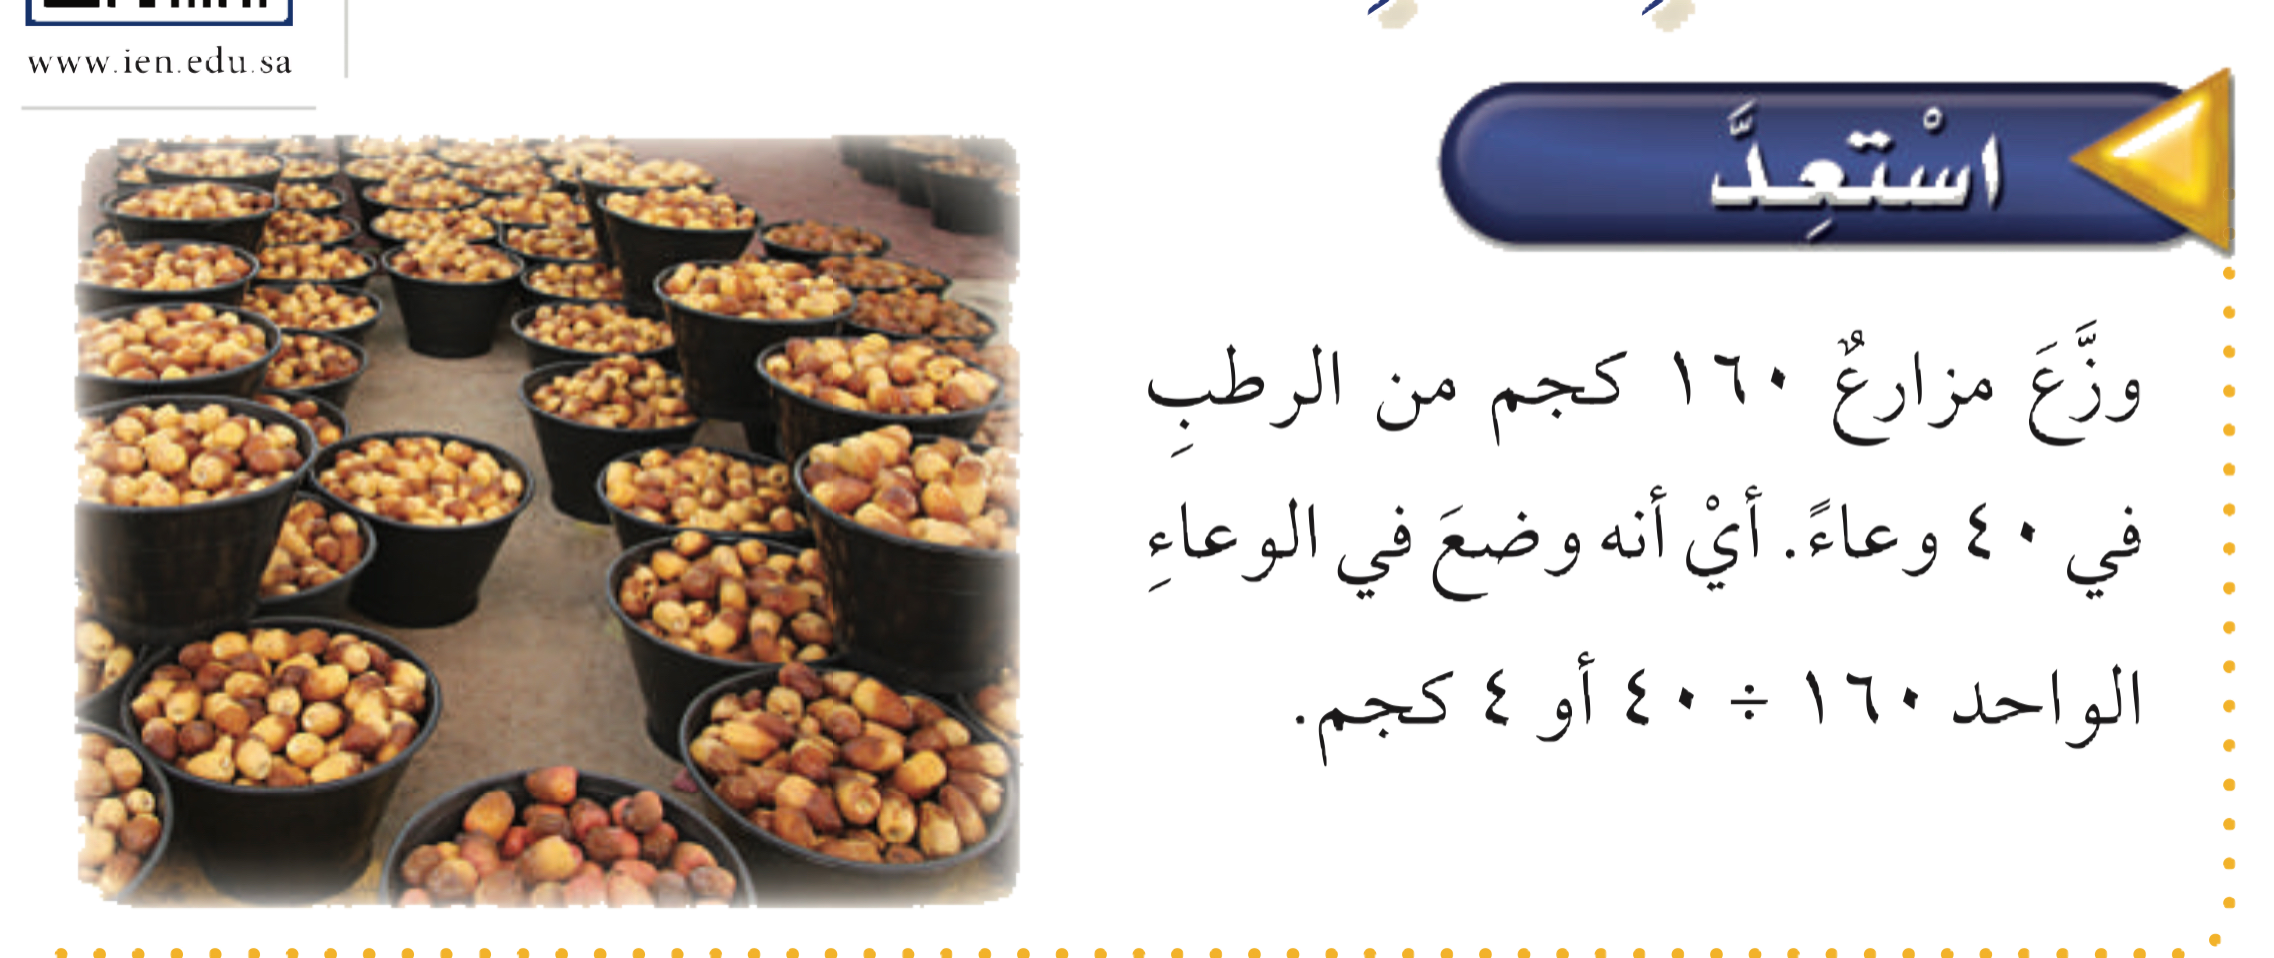 www.ien.edu.sa
اسْتَعِدَّ
وزَّعَ مزارعٌ ١٦٠ كجم من الرطبِ
في ٤٠ وعاءً. أيْ أنه وضعَ في الوعاءِ
الواحد ١٦٠ ÷ ٤٠ أو ٤ كجم.